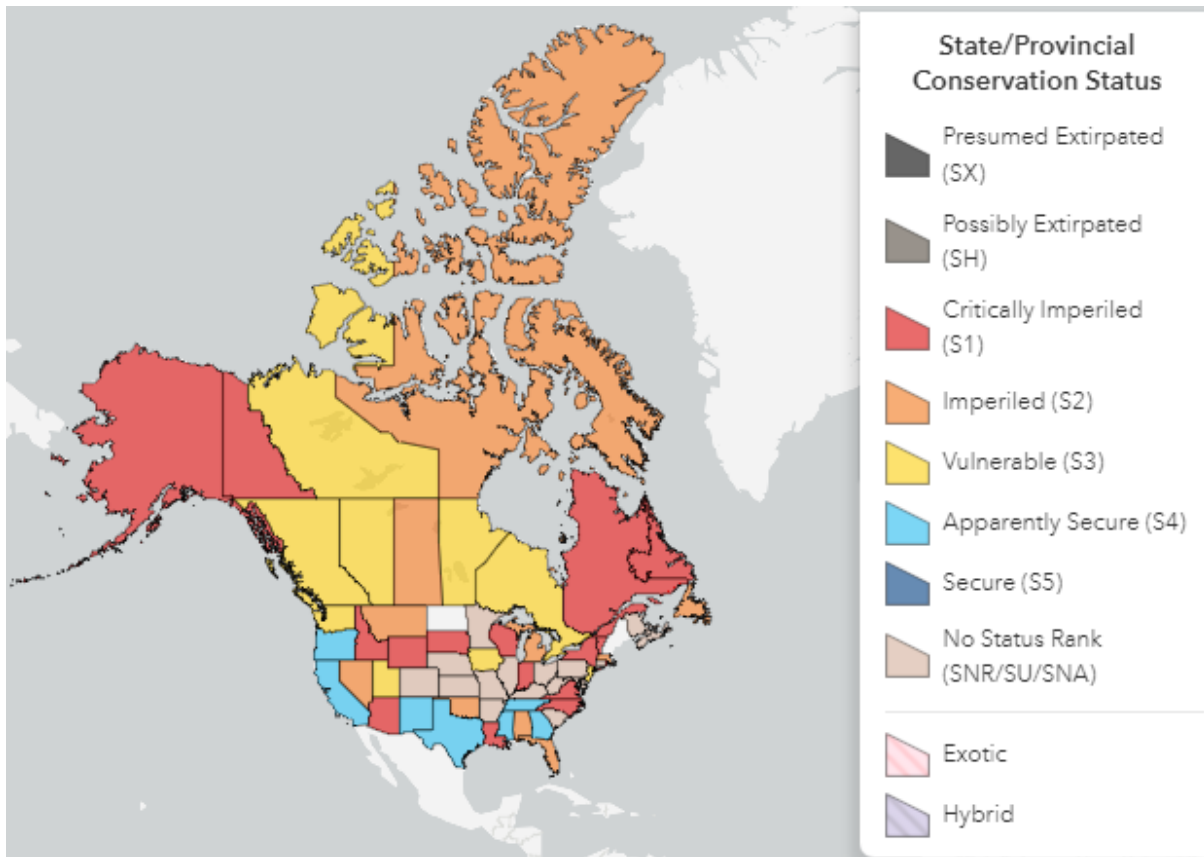 State/Provincial
Conservation Status
Presumed Extirpated
(SX)
Possibly Extirpated
(SH)
Critically Imperiled
(S1)
Imperiled (S2)
Vulnerable (S3)
Apparently Secure (S4)
Secure (S5)
No Status Rank
(SNR/SU/SNA)
Exotic
Hybrid